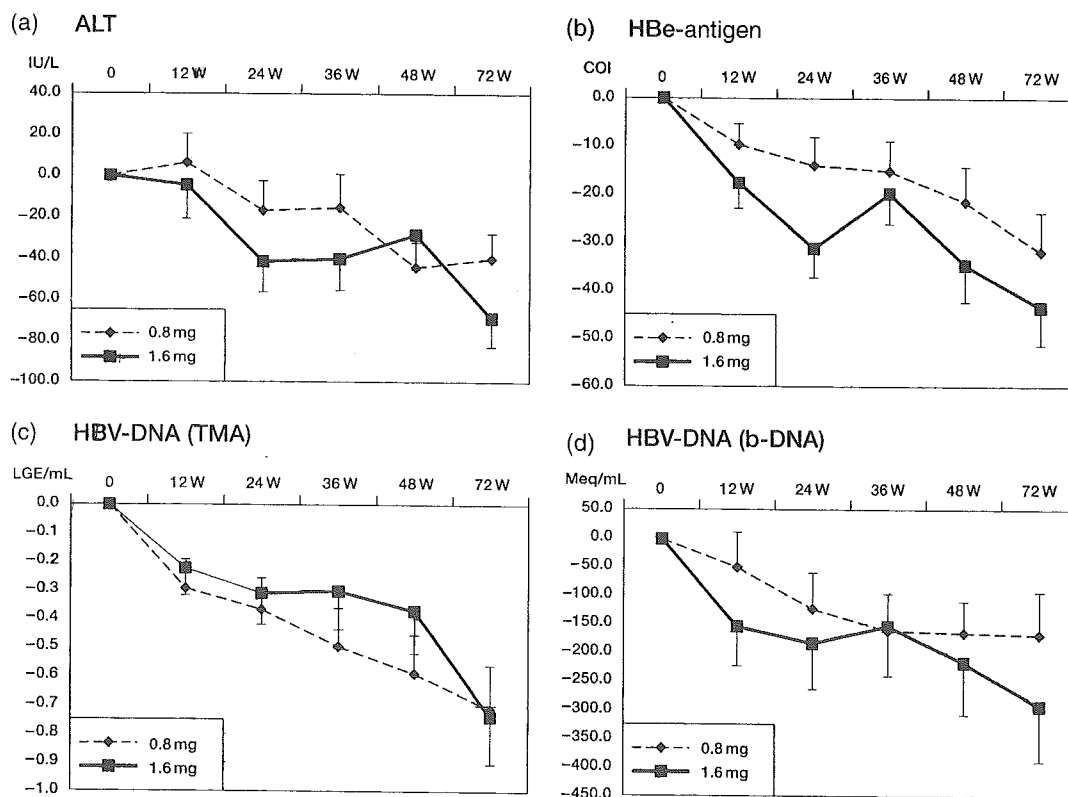 (a) ALT
IU/L
0 12 W 24 W 36 W 48 W 72 W
40.0
20.0
0.0
−20.0
−40.0
−60.0
−80.0
−100.0
0.8 mg
1.6 mg
(b) HBe-antigen
COI
0 12 W 24 W 36 W 48 W 72 W
0.0
−10.0
−20.0
−30.0
−40.0
−50.0
−60.0
0.8 mg
1.6 mg
(c) HBV-DNA (TMA)
LGE/mL
0 12 W 24 W 36 W 48 W 72 W
0.0
−0.1
−0.2
−0.3
−0.4
−0.5
−0.6
−0.7
−0.8
−0.9
−1.0
0.8 mg
1.6 mg
(d) HBV-DNA (b-DNA)
Meq/mL
0 12 W 24 W 36 W 48 W 72 W
50.0
0.0
−50.0
−100.0
−150.0
−200.0
−250.0
−300.0
−350.0
−400.0
−450.0
0.8 mg
1.6 mg